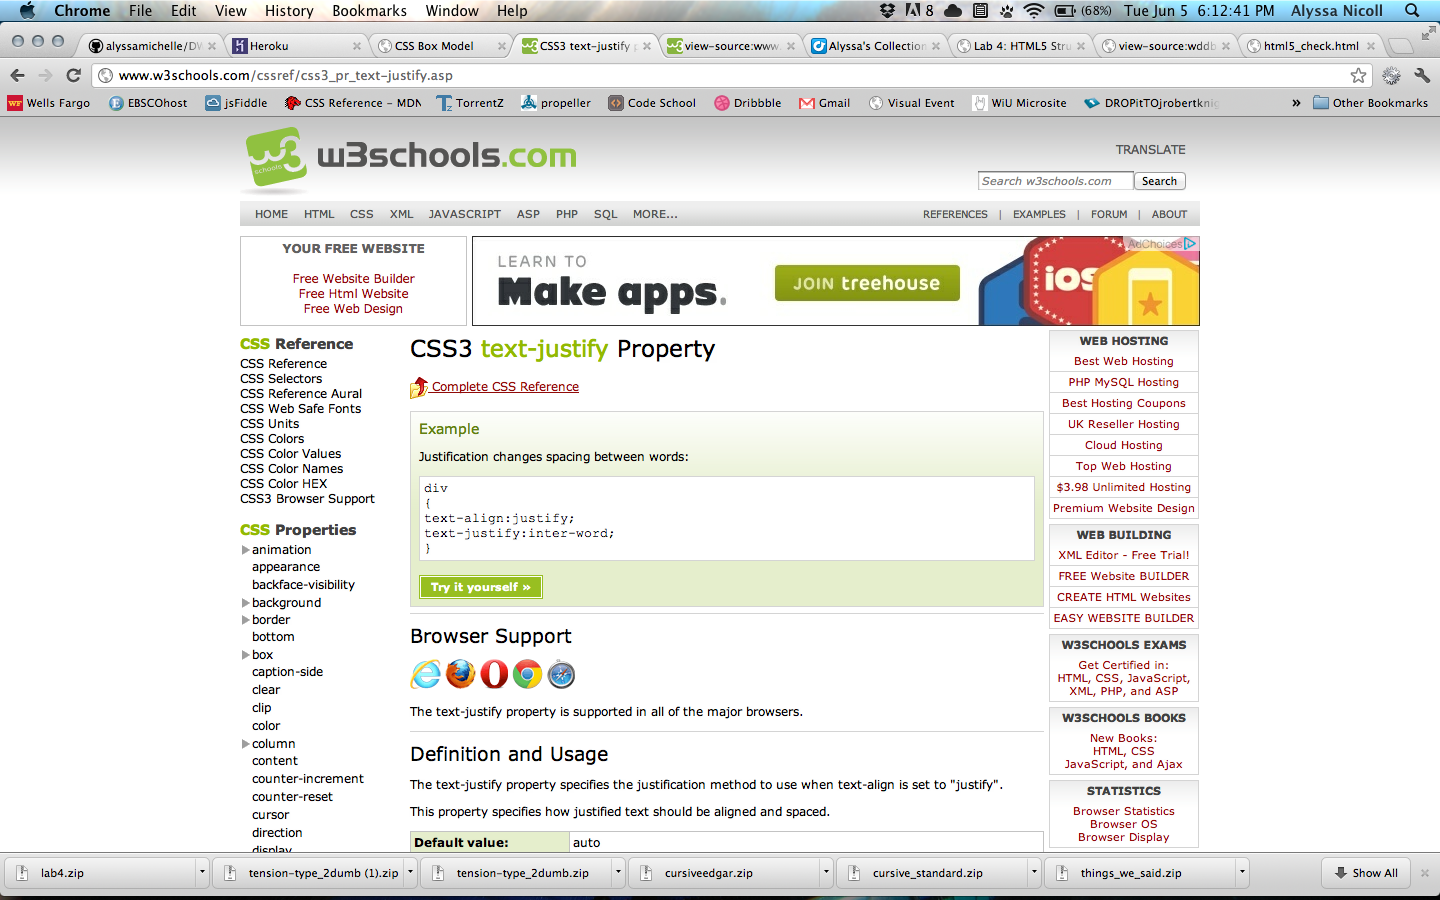 Chrome File Edit View History Bookmarks Window Help 8 (68%) Tue Jun 5 6:12:41 PM Alyssa Nicoll
alyssamichelle/DW Heroku CSS Box Model CSS3 text-justify p view-source:www. Alyssa's Collection Lab 4: HTML5 Stru view-source:wddb html5_check.html
www.w3schools.com/cssref/css3_pr_text-justify.asp
Wells Fargo EBSCOhost jsFiddle CSS Reference – MDN TorrentZ propeller Code School Dribbble Gmail Visual Event WiU Microsite DROPitTOjrobertknig » Other Bookmarks
w3schools.com
TRANSLATE
Search w3schools.com Search
HOME HTML CSS XML JAVASCRIPT ASP PHP SQL MORE... REFERENCES | EXAMPLES | FORUM | ABOUT
YOUR FREE WEBSITE
Free Website Builder
Free Html Website
Free Web Design
LEARN TO
Make apps.
JOIN treehouse
iOS
AdChoices
CSS Reference
CSS Reference
CSS Selectors
CSS Reference Aural
CSS Web Safe Fonts
CSS Units
CSS Colors
CSS Color Values
CSS Color Names
CSS Color HEX
CSS3 Browser Support
CSS Properties
animation
appearance
backface-visibility
background
border
bottom
box
caption-side
clear
clip
color
column
content
counter-increment
counter-reset
cursor
direction
display
CSS3 text-justify Property
Complete CSS Reference
Example
Justification changes spacing between words:
div
{
text-align:justify;
text-justify:inter-word;
}
Try it yourself »
Browser Support
The text-justify property is supported in all of the major browsers.
Definition and Usage
The text-justify property specifies the justification method to use when text-align is set to "justify".
This property specifies how justified text should be aligned and spaced.
Default value: auto
WEB HOSTING
Best Web Hosting
PHP MySQL Hosting
Best Hosting Coupons
UK Reseller Hosting
Cloud Hosting
Top Web Hosting
$3.98 Unlimited Hosting
Premium Website Design
WEB BUILDING
XML Editor - Free Trial!
FREE Website BUILDER
CREATE HTML Websites
EASY WEBSITE BUILDER
W3SCHOOLS EXAMS
Get Certified in:
HTML, CSS, JavaScript,
XML, PHP, and ASP
W3SCHOOLS BOOKS
New Books:
HTML, CSS
JavaScript, and Ajax
STATISTICS
Browser Statistics
Browser OS
Browser Display
lab4.zip tension-type_2dumb (1).zip tension-type_2dumb.zip cursiveedgar.zip cursive_standard.zip things_we_said.zip Show All